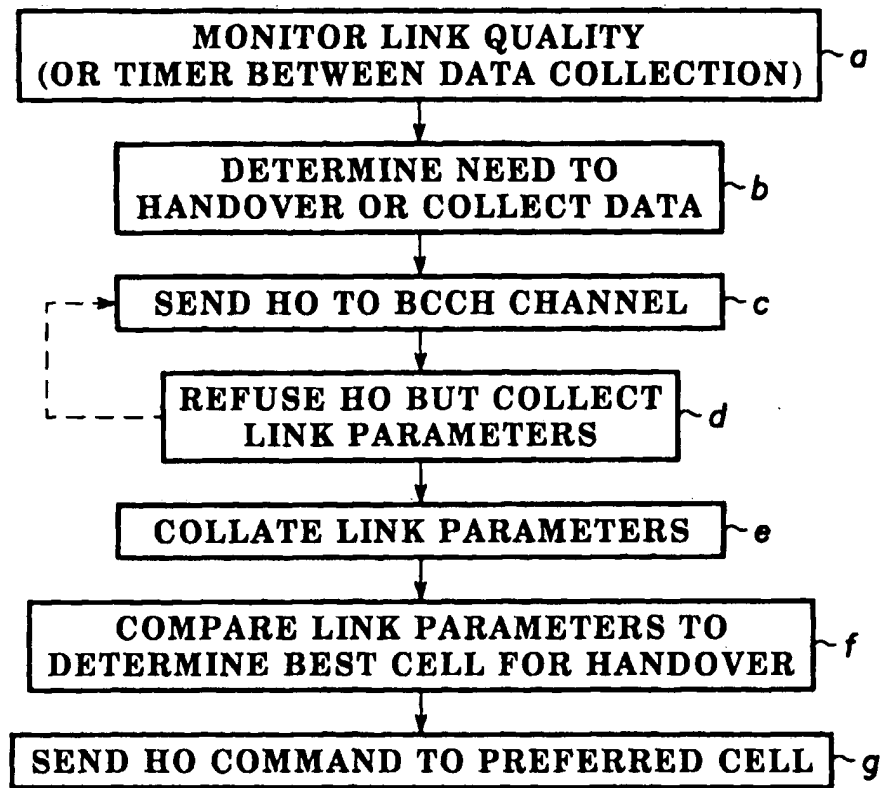 MONITOR LINK QUALITY
(OR TIMER BETWEEN DATA COLLECTION)
a
DETERMINE NEED TO
HANDOVER OR COLLECT DATA
b
SEND HO TO BCCH CHANNEL
c
REFUSE HO BUT COLLECT
LINK PARAMETERS
d
COLLATE LINK PARAMETERS
e
COMPARE LINK PARAMETERS TO
DETERMINE BEST CELL FOR HANDOVER
f
SEND HO COMMAND TO PREFERRED CELL
g